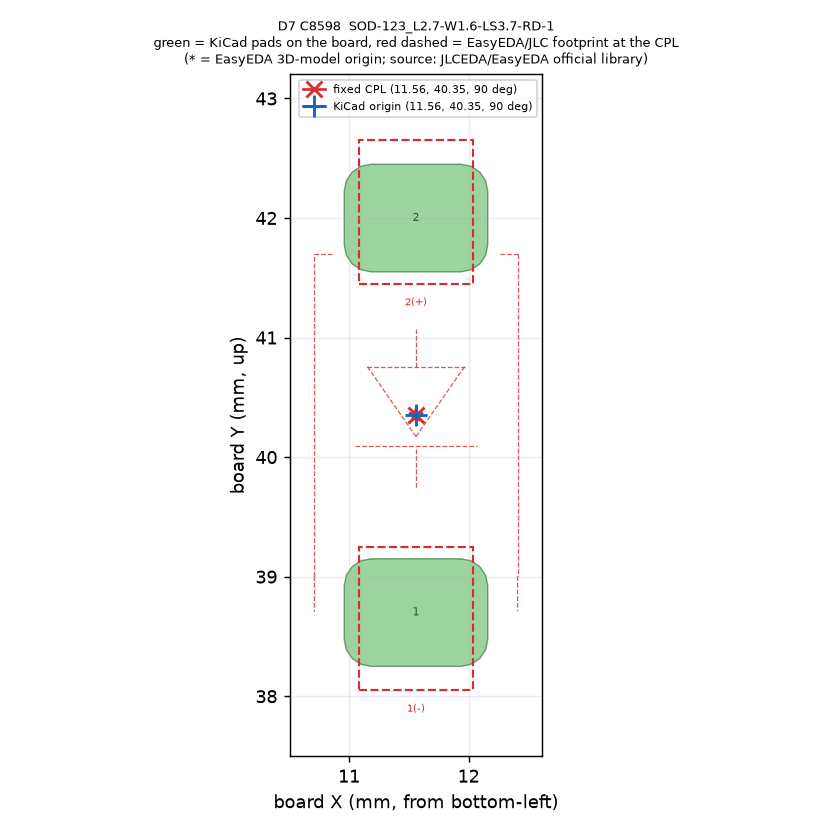 D7 C8598  SOD-123_L2.7-W1.6-LS3.7-RD-1
green = KiCad pads on the board, red dashed = EasyEDA/JLC footprint at the CPL
(* = EasyEDA 3D-model origin; source: JLCEDA/EasyEDA official library)
fixed CPL (11.56, 40.35, 90 deg)
KiCad origin (11.56, 40.35, 90 deg)
43
42
41
40
39
38
2
2(+)
1
1(-)
11
12
board Y (mm, up)
board X (mm, from bottom-left)